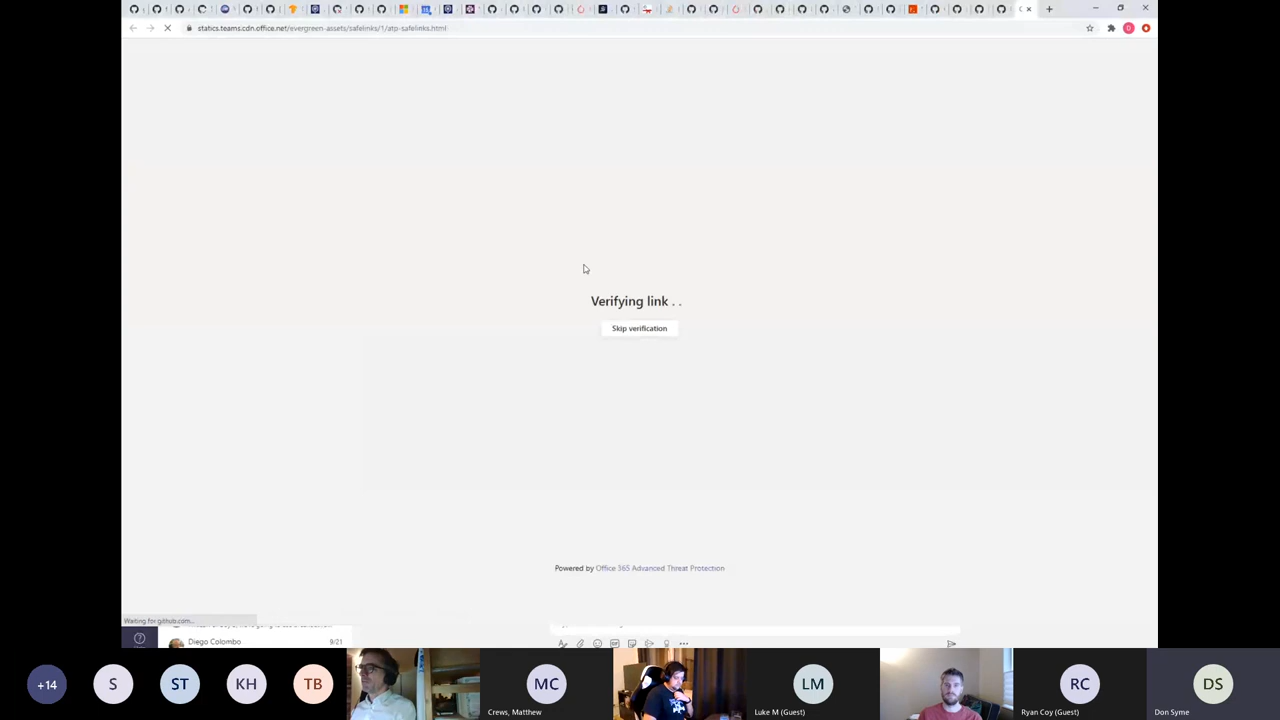 statics.teams.cdn.office.net/evergreen-assets/safelinks/1/atp-safelinks.html
Verifying link . .
Skip verification
Powered by Office 365 Advanced Threat Protection
Waiting for github.com...
Diego Colombo
9/21
+14
S
ST
KH
TB
MC
LM
RC
DS
Crews, Matthew
Luke M (Guest)
Ryan Coy (Guest)
Don Syme